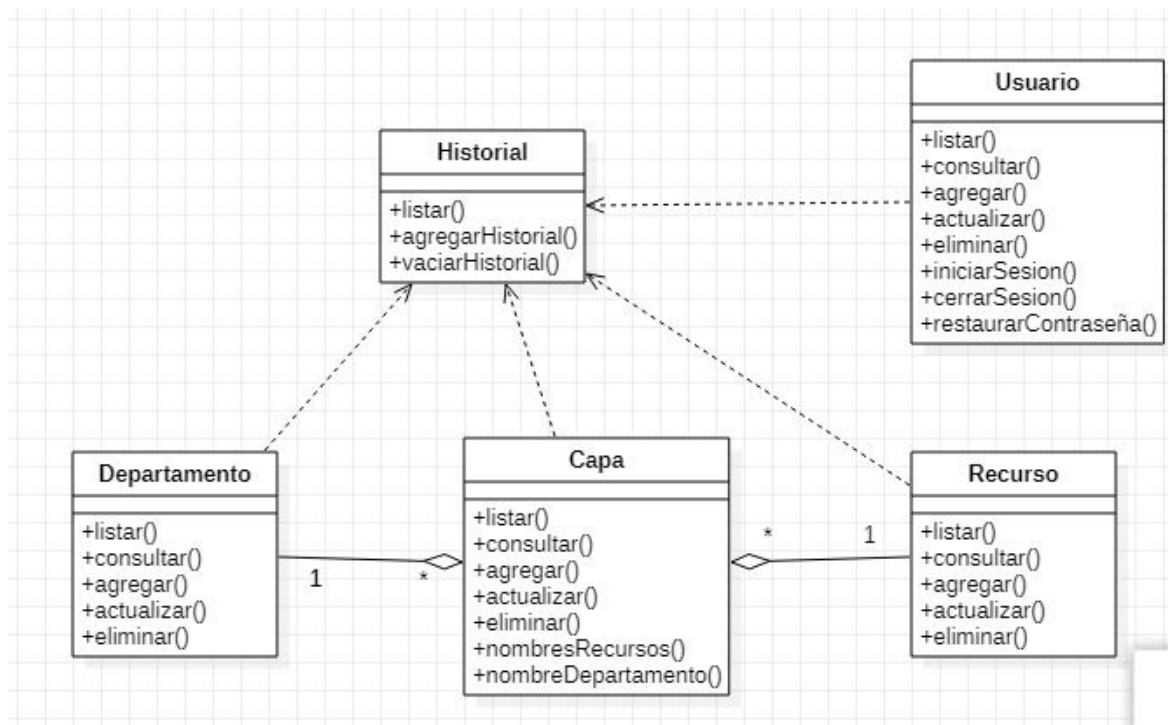 Usuario
+listar()
+consultar()
+agregar()
+actualizar()
+eliminar()
+iniciarSesion()
+cerrarSesion()
+restaurarContraseña()
Historial
+listar()
+agregarHistorial()
+vaciarHistorial()
Departamento
+listar()
+consultar()
+agregar()
+actualizar()
+eliminar()
1
*
Capa
+listar()
+consultar()
+agregar()
+actualizar()
+eliminar()
+nombresRecursos()
+nombreDepartamento()
*
1
Recurso
+listar()
+consultar()
+agregar()
+actualizar()
+eliminar()